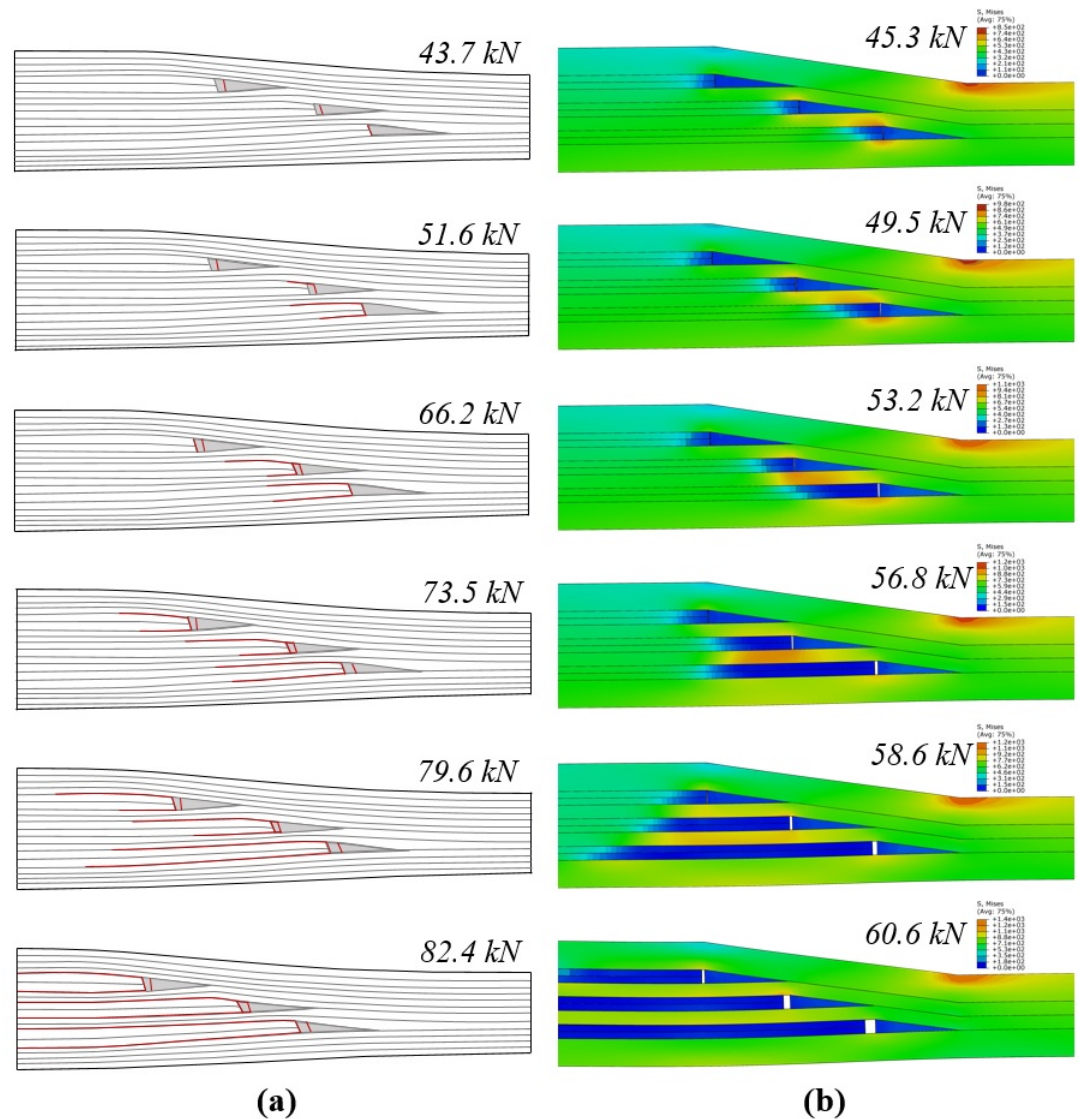 43.7 kN
45.3 kN
S, Mises
(Avg: 75%)
+8.5e+02
+7.4e+02
+6.4e+02
+5.3e+02
+4.3e+02
+3.2e+02
+2.1e+02
+1.1e+02
+0.0e+00
51.6 kN
49.5 kN
S, Mises
(Avg: 75%)
+9.8e+02
+8.6e+02
+7.4e+02
+6.1e+02
+4.9e+02
+3.7e+02
+2.5e+02
+1.2e+02
+0.0e+00
66.2 kN
53.2 kN
S, Mises
(Avg: 75%)
+1.1e+03
+9.4e+02
+8.1e+02
+6.7e+02
+5.4e+02
+4.0e+02
+2.7e+02
+1.3e+02
+0.0e+00
73.5 kN
56.8 kN
S, Mises
(Avg: 75%)
+1.2e+03
+1.0e+03
+8.8e+02
+7.3e+02
+5.9e+02
+4.4e+02
+2.9e+02
+1.5e+02
+0.0e+00
79.6 kN
58.6 kN
S, Mises
(Avg: 75%)
+1.2e+03
+1.1e+03
+9.2e+02
+7.7e+02
+6.2e+02
+4.6e+02
+3.1e+02
+1.5e+02
+0.0e+00
82.4 kN
60.6 kN
S, Mises
(Avg: 75%)
+1.4e+03
+1.2e+03
+1.1e+03
+8.8e+02
+7.1e+02
+5.3e+02
+3.5e+02
+1.8e+02
+0.0e+00
(a)
(b)